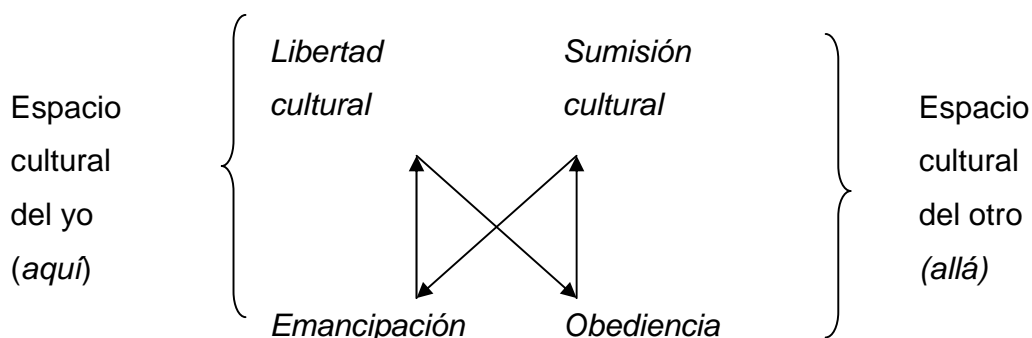 Espacio
cultural
del yo
(aquí)
Libertad
cultural
Sumisión
cultural
Emancipación
Obediencia
Espacio
cultural
del otro
(allá)